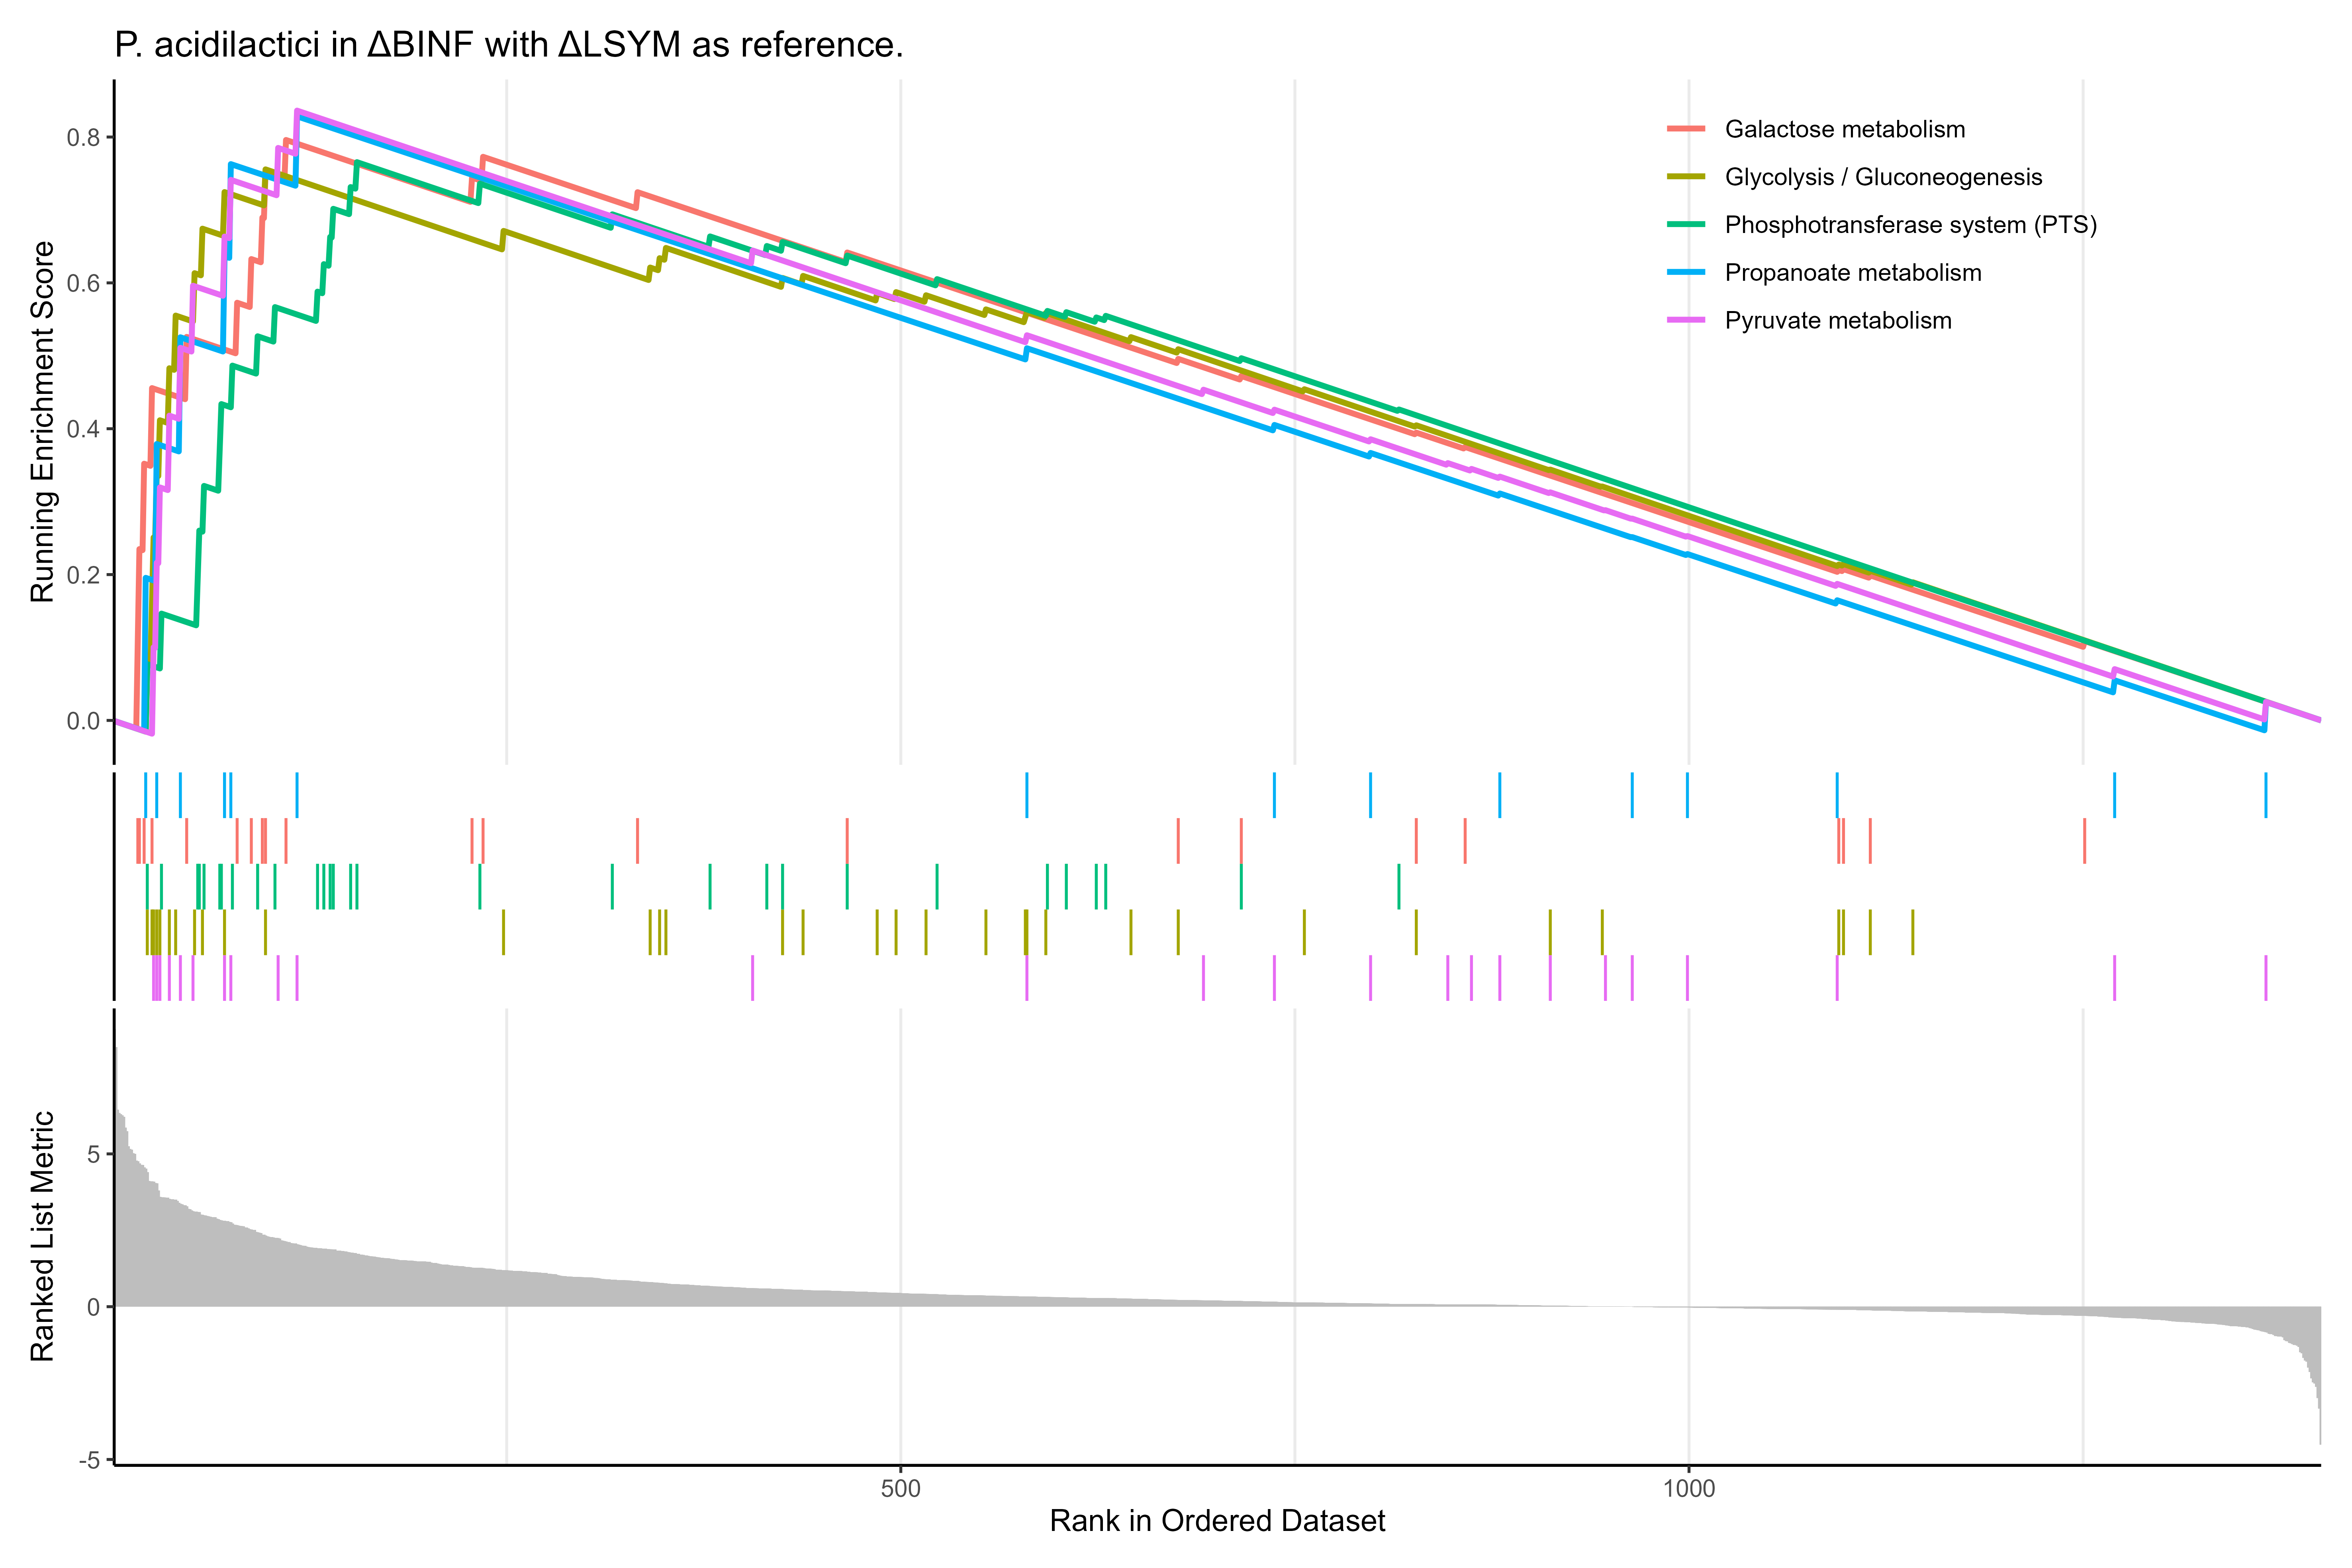 P. acidilactici in ΔBINF with ΔLSYM as reference.
Running Enrichment Score
0.8
0.6
0.4
0.2
0.0
Galactose metabolism
Glycolysis / Gluconeogenesis
Phosphotransferase system (PTS)
Propanoate metabolism
Pyruvate metabolism
Ranked List Metric
5
0
-5
500
1000
Rank in Ordered Dataset